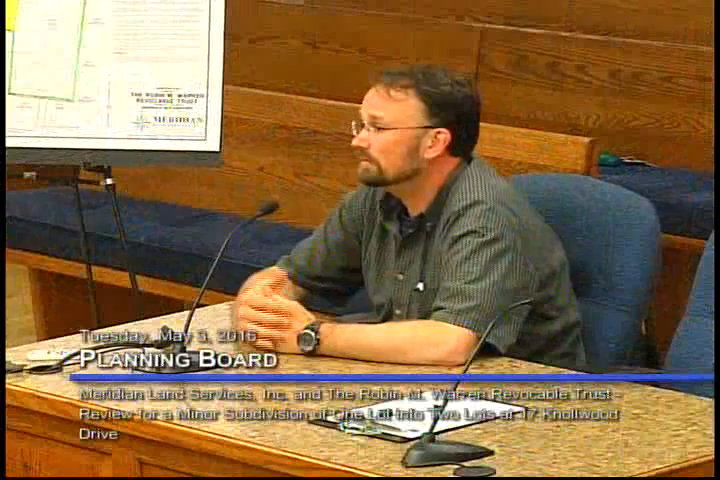 THE ROBIN M. WARREN
REVOCABLE TRUST
MERIDIAN
Tuesday, May 3, 2016
PLANNING BOARD
Meridian Land Services, Inc. and The Robin M. Warren Revocable Trust -
Review for a Minor Subdivision of One Lot into Two Lots at 17 Knollwood
Drive